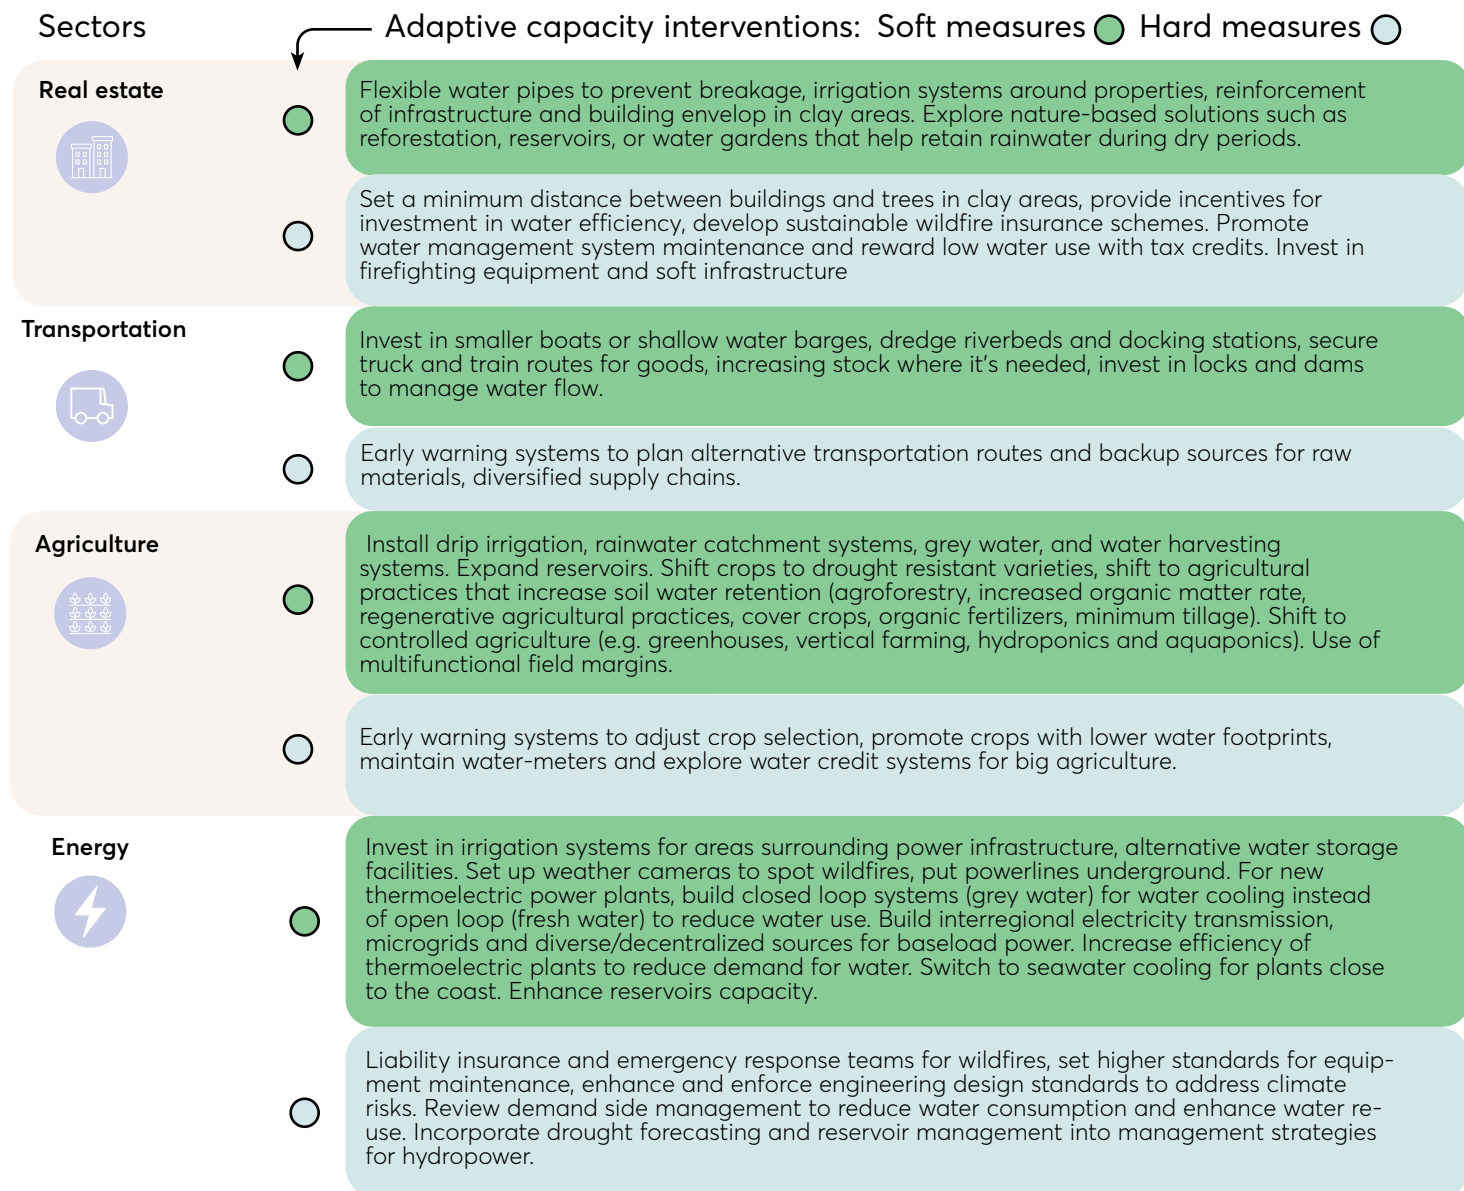 Sectors
Adaptive capacity interventions: Soft measures Hard measures
Real estate
Flexible water pipes to prevent breakage, irrigation systems around properties, reinforcement
of infrastructure and building envelop in clay areas. Explore nature-based solutions such as
reforestation, reservoirs, or water gardens that help retain rainwater during dry periods.
Set a minimum distance between buildings and trees in clay areas, provide incentives for
investment in water efficiency, develop sustainable wildfire insurance schemes. Promote
water management system maintenance and reward low water use with tax credits. Invest in
firefighting equipment and soft infrastructure
Transportation
Invest in smaller boats or shallow water barges, dredge riverbeds and docking stations, secure
truck and train routes for goods, increasing stock where it's needed, invest in locks and dams
to manage water flow.
Early warning systems to plan alternative transportation routes and backup sources for raw
materials, diversified supply chains.
Agriculture
Install drip irrigation, rainwater catchment systems, grey water, and water harvesting
systems. Expand reservoirs. Shift crops to drought resistant varieties, shift to agricultural
practices that increase soil water retention (agroforestry, increased organic matter rate,
regenerative agricultural practices, cover crops, organic fertilizers, minimum tillage). Shift to
controlled agriculture (e.g. greenhouses, vertical farming, hydroponics and aquaponics). Use of
multifunctional field margins.
Early warning systems to adjust crop selection, promote crops with lower water footprints,
maintain water-meters and explore water credit systems for big agriculture.
Energy
Invest in irrigation systems for areas surrounding power infrastructure, alternative water storage
facilities. Set up weather cameras to spot wildfires, put powerlines underground. For new
thermoelectric power plants, build closed loop systems (grey water) for water cooling instead
of open loop (fresh water) to reduce water use. Build interregional electricity transmission,
microgrids and diverse/decentralized sources for baseload power. Increase efficiency of
thermoelectric plants to reduce demand for water. Switch to seawater cooling for plants close
to the coast. Enhance reservoirs capacity.
Liability insurance and emergency response teams for wildfires, set higher standards for equip-
ment maintenance, enhance and enforce engineering design standards to address climate
risks. Review demand side management to reduce water consumption and enhance water re-
use. Incorporate drought forecasting and reservoir management into management strategies
for hydropower.